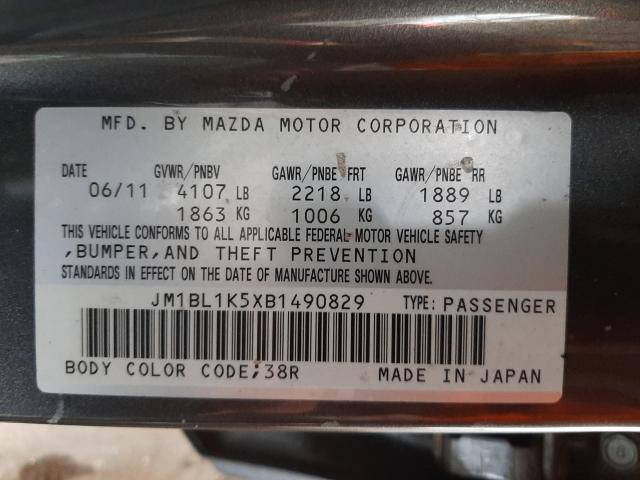 MFD. BY MAZDA MOTOR CORPORATION
DATE GVWR/PNBV GAWR/PNBE FRT GAWR/PNBE RR
06/11 4107 LB 2218 LB 1889 LB
1863 KG 1006 KG 857 KG
THIS VEHICLE CONFORMS TO ALL APPLICABLE FEDERAL MOTOR VEHICLE SAFETY
,BUMPER,AND THEFT PREVENTION
STANDARDS IN EFFECT ON THE DATE OF MANUFACTURE SHOWN ABOVE.
JM1BL1K5XB1490829 TYPE: PASSENGER
BODY COLOR CODE;38R MADE IN JAPAN